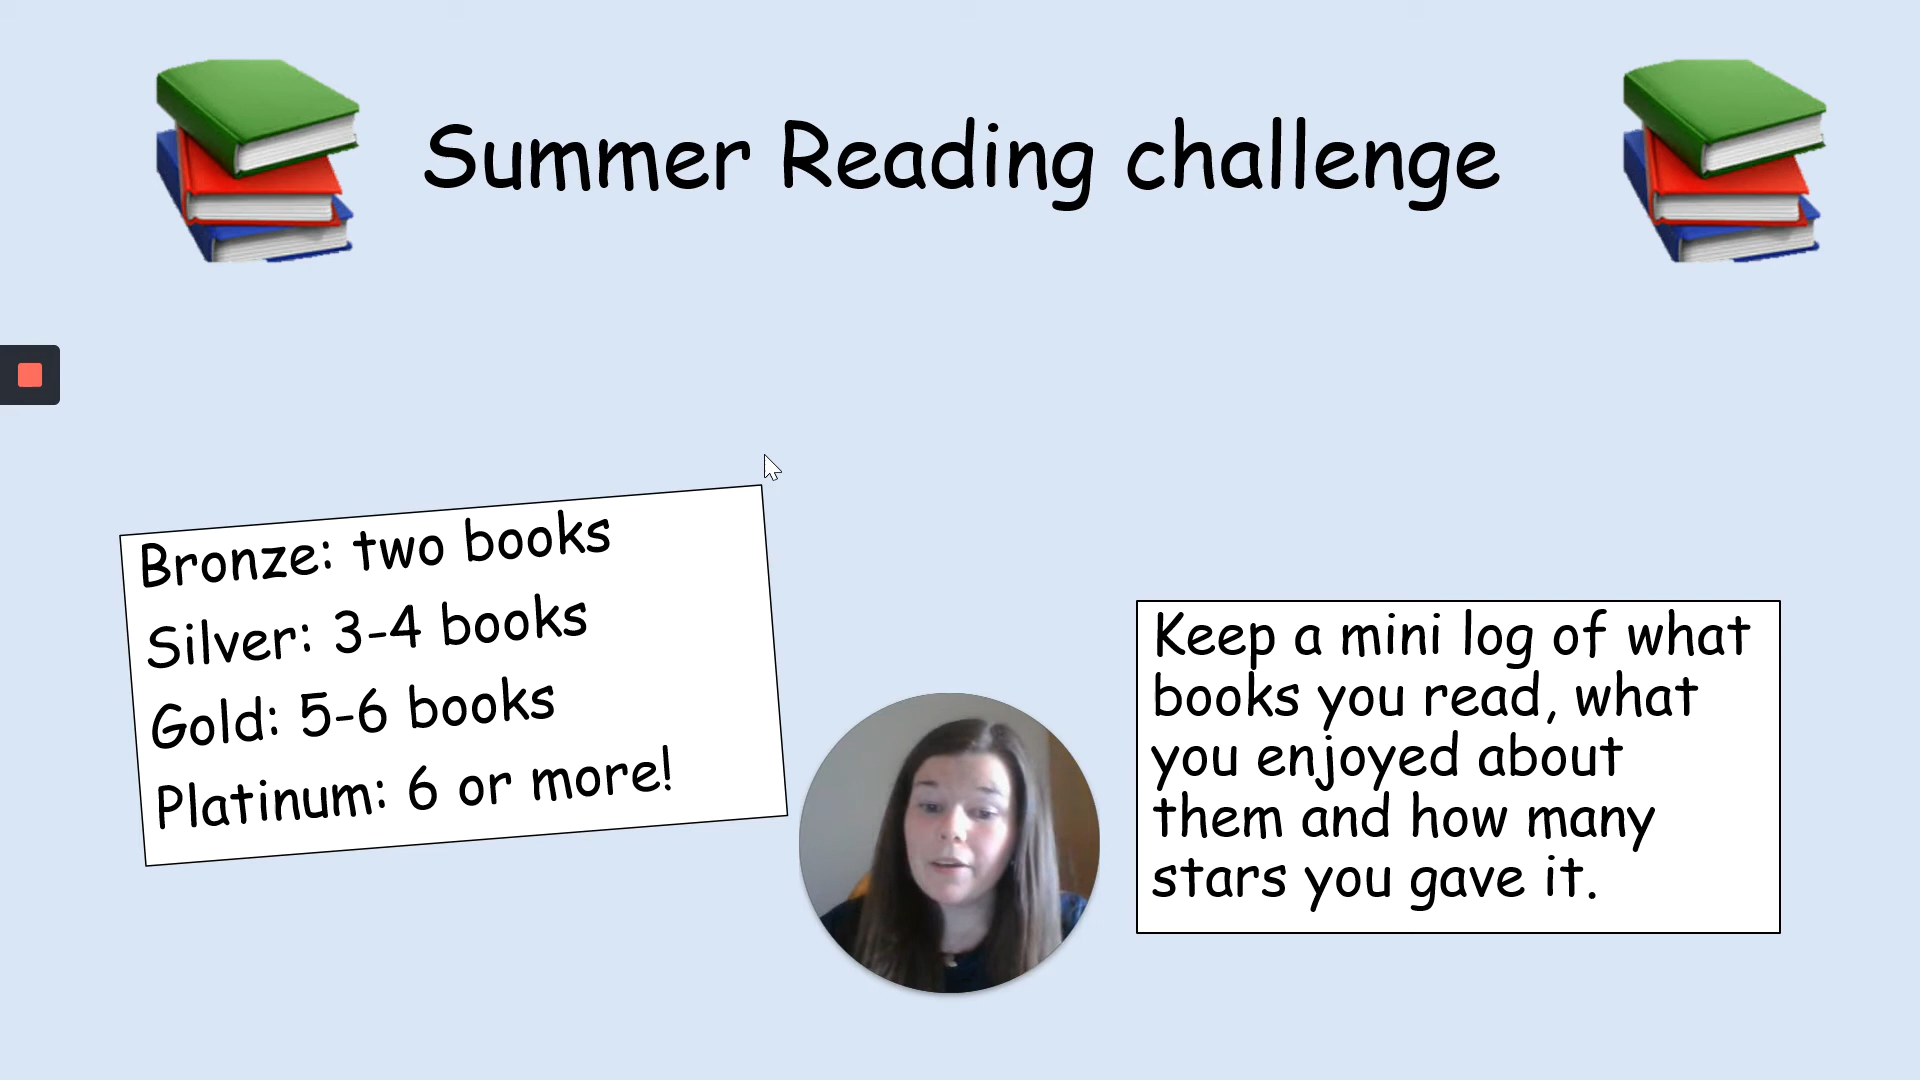 Summer Reading challenge
Bronze: two books
Silver: 3-4 books
Gold: 5-6 books
Platinum: 6 or more!
Keep a mini log of what
books you read, what
you enjoyed about
them and how many
stars you gave it.